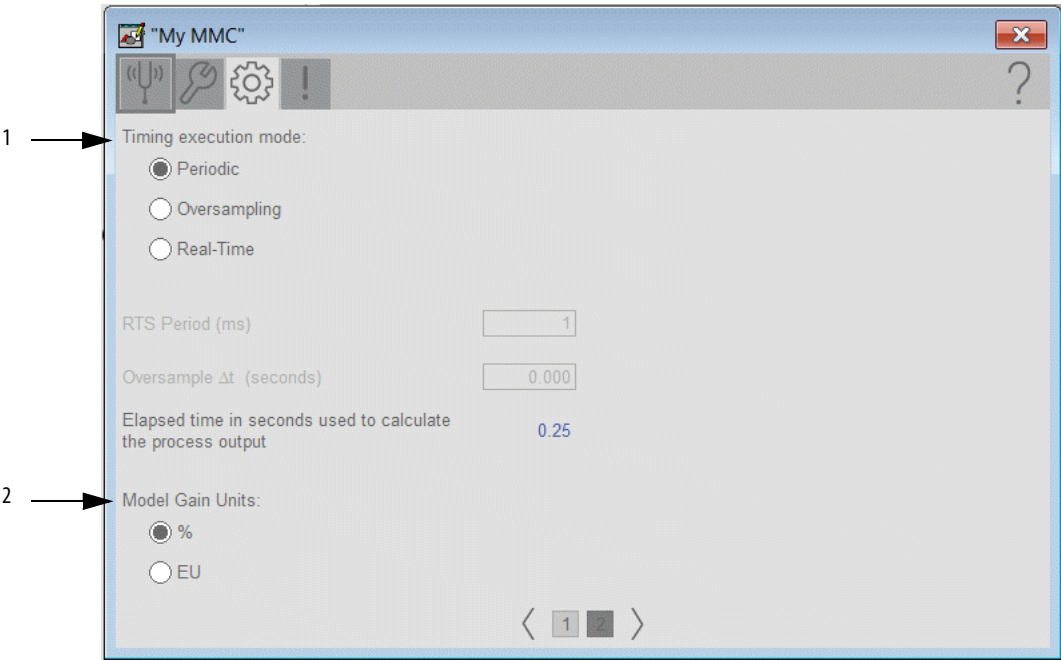 "My MMC"
1
Timing execution mode:
Periodic
Oversampling
Real-Time
RTS Period (ms) 1
Oversample Δt (seconds) 0.000
Elapsed time in seconds used to calculate
the process output 0.25
2
Model Gain Units:
%
EU
1 2